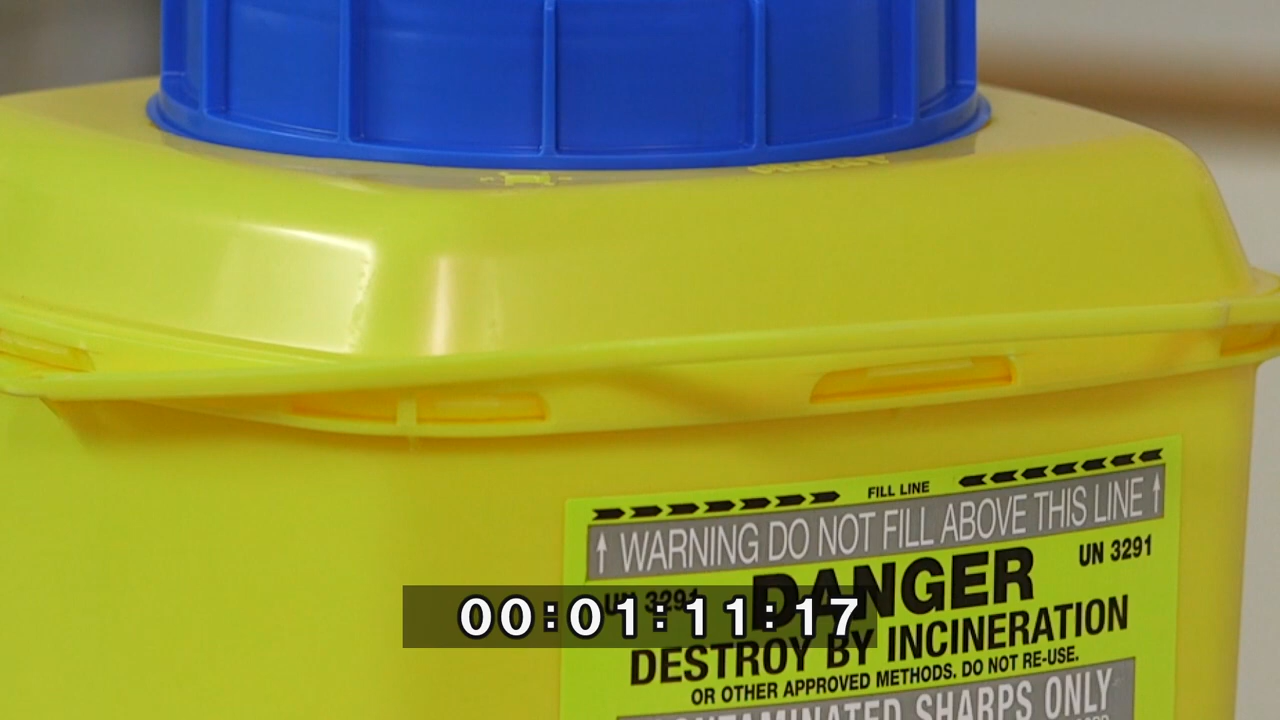 FILL LINE
WARNING DO NOT FILL ABOVE THIS LINE
UN 3291 DANGER UN 3291
00:01:11:17
DESTROY BY INCINERATION
OR OTHER APPROVED METHODS. DO NOT RE-USE.
SHARPS ONLY